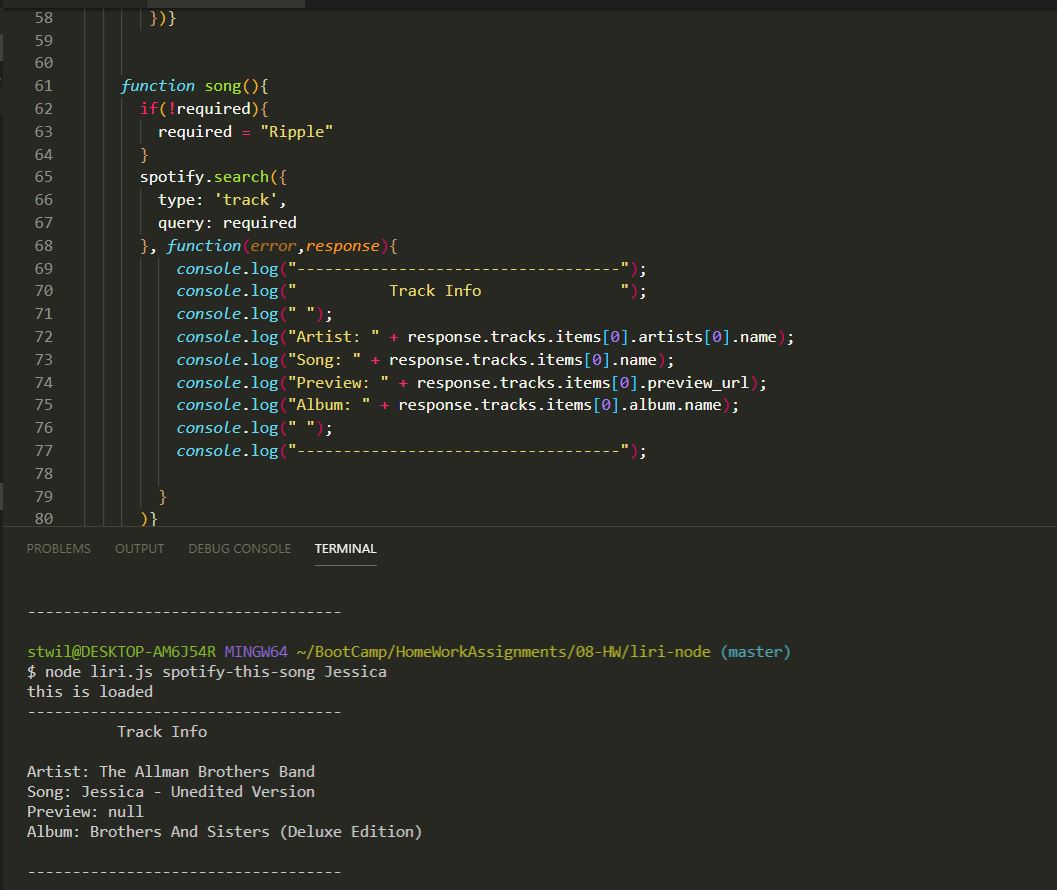 58 })}
59
60
61 function song(){
62 if(!required){
63 required = "Ripple"
64 }
65 spotify.search({
66 type: 'track',
67 query: required
68 }, function(error,response){
69 console.log("-----------------------------------");
70 console.log("          Track Info               ");
71 console.log(" ");
72 console.log("Artist: " + response.tracks.items[0].artists[0].name);
73 console.log("Song: " + response.tracks.items[0].name);
74 console.log("Preview: " + response.tracks.items[0].preview_url);
75 console.log("Album: " + response.tracks.items[0].album.name);
76 console.log(" ");
77 console.log("-----------------------------------");
78
79 }
80 )}
PROBLEMS OUTPUT DEBUG CONSOLE TERMINAL
-----------------------------------
stwil@DESKTOP-AM6J54R MINGW64 ~/BootCamp/HomeWorkAssignments/08-HW/liri-node (master)
$ node liri.js spotify-this-song Jessica
this is loaded
-----------------------------------
Track Info
Artist: The Allman Brothers Band
Song: Jessica - Unedited Version
Preview: null
Album: Brothers And Sisters (Deluxe Edition)
-----------------------------------